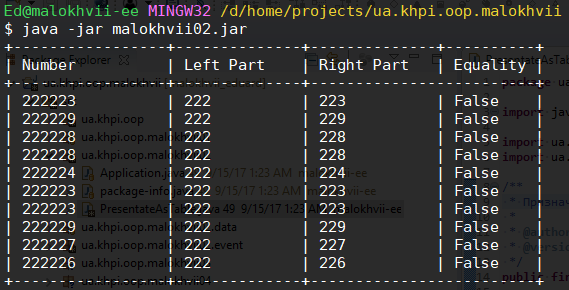 Ed@malokhvii-ee MINGW32 /d/home/projects/ua.khpi.oop.malokhvii
$ java -jar malokhvii02.jar
+----------------+---------------+---------------+----------+
| Number | Left Part | Right Part | Equality |
+----------------+---------------+---------------+----------+
| 222223 | 222 | 223 | False |
| 222229 | 222 | 229 | False |
| 222228 | 222 | 228 | False |
| 222228 | 222 | 228 | False |
| 222224 | 222 | 224 | False |
| 222223 | 222 | 223 | False |
| 222223 | 222 | 223 | False |
| 222229 | 222 | 229 | False |
| 222227 | 222 | 227 | False |
| 222226 | 222 | 226 | False |
+----------------+---------------+---------------+----------+